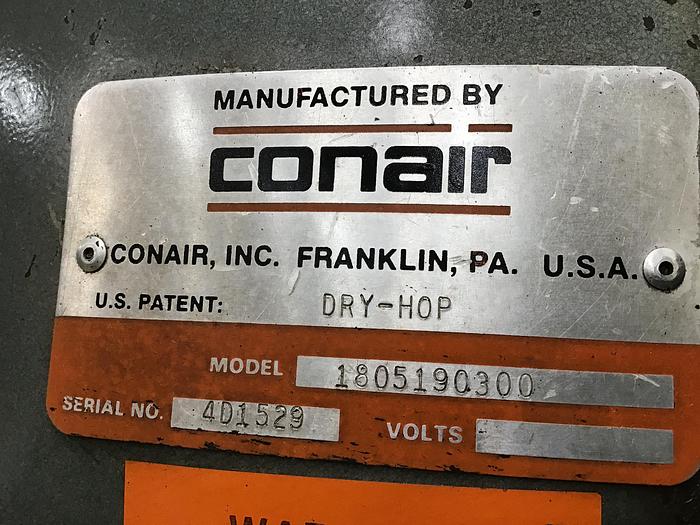 MANUFACTURED BY
conair
CONAIR, INC. FRANKLIN, PA. U.S.A.
U.S. PATENT: DRY-HOP
MODEL 1805190300
SERIAL NO. 4D1529
VOLTS